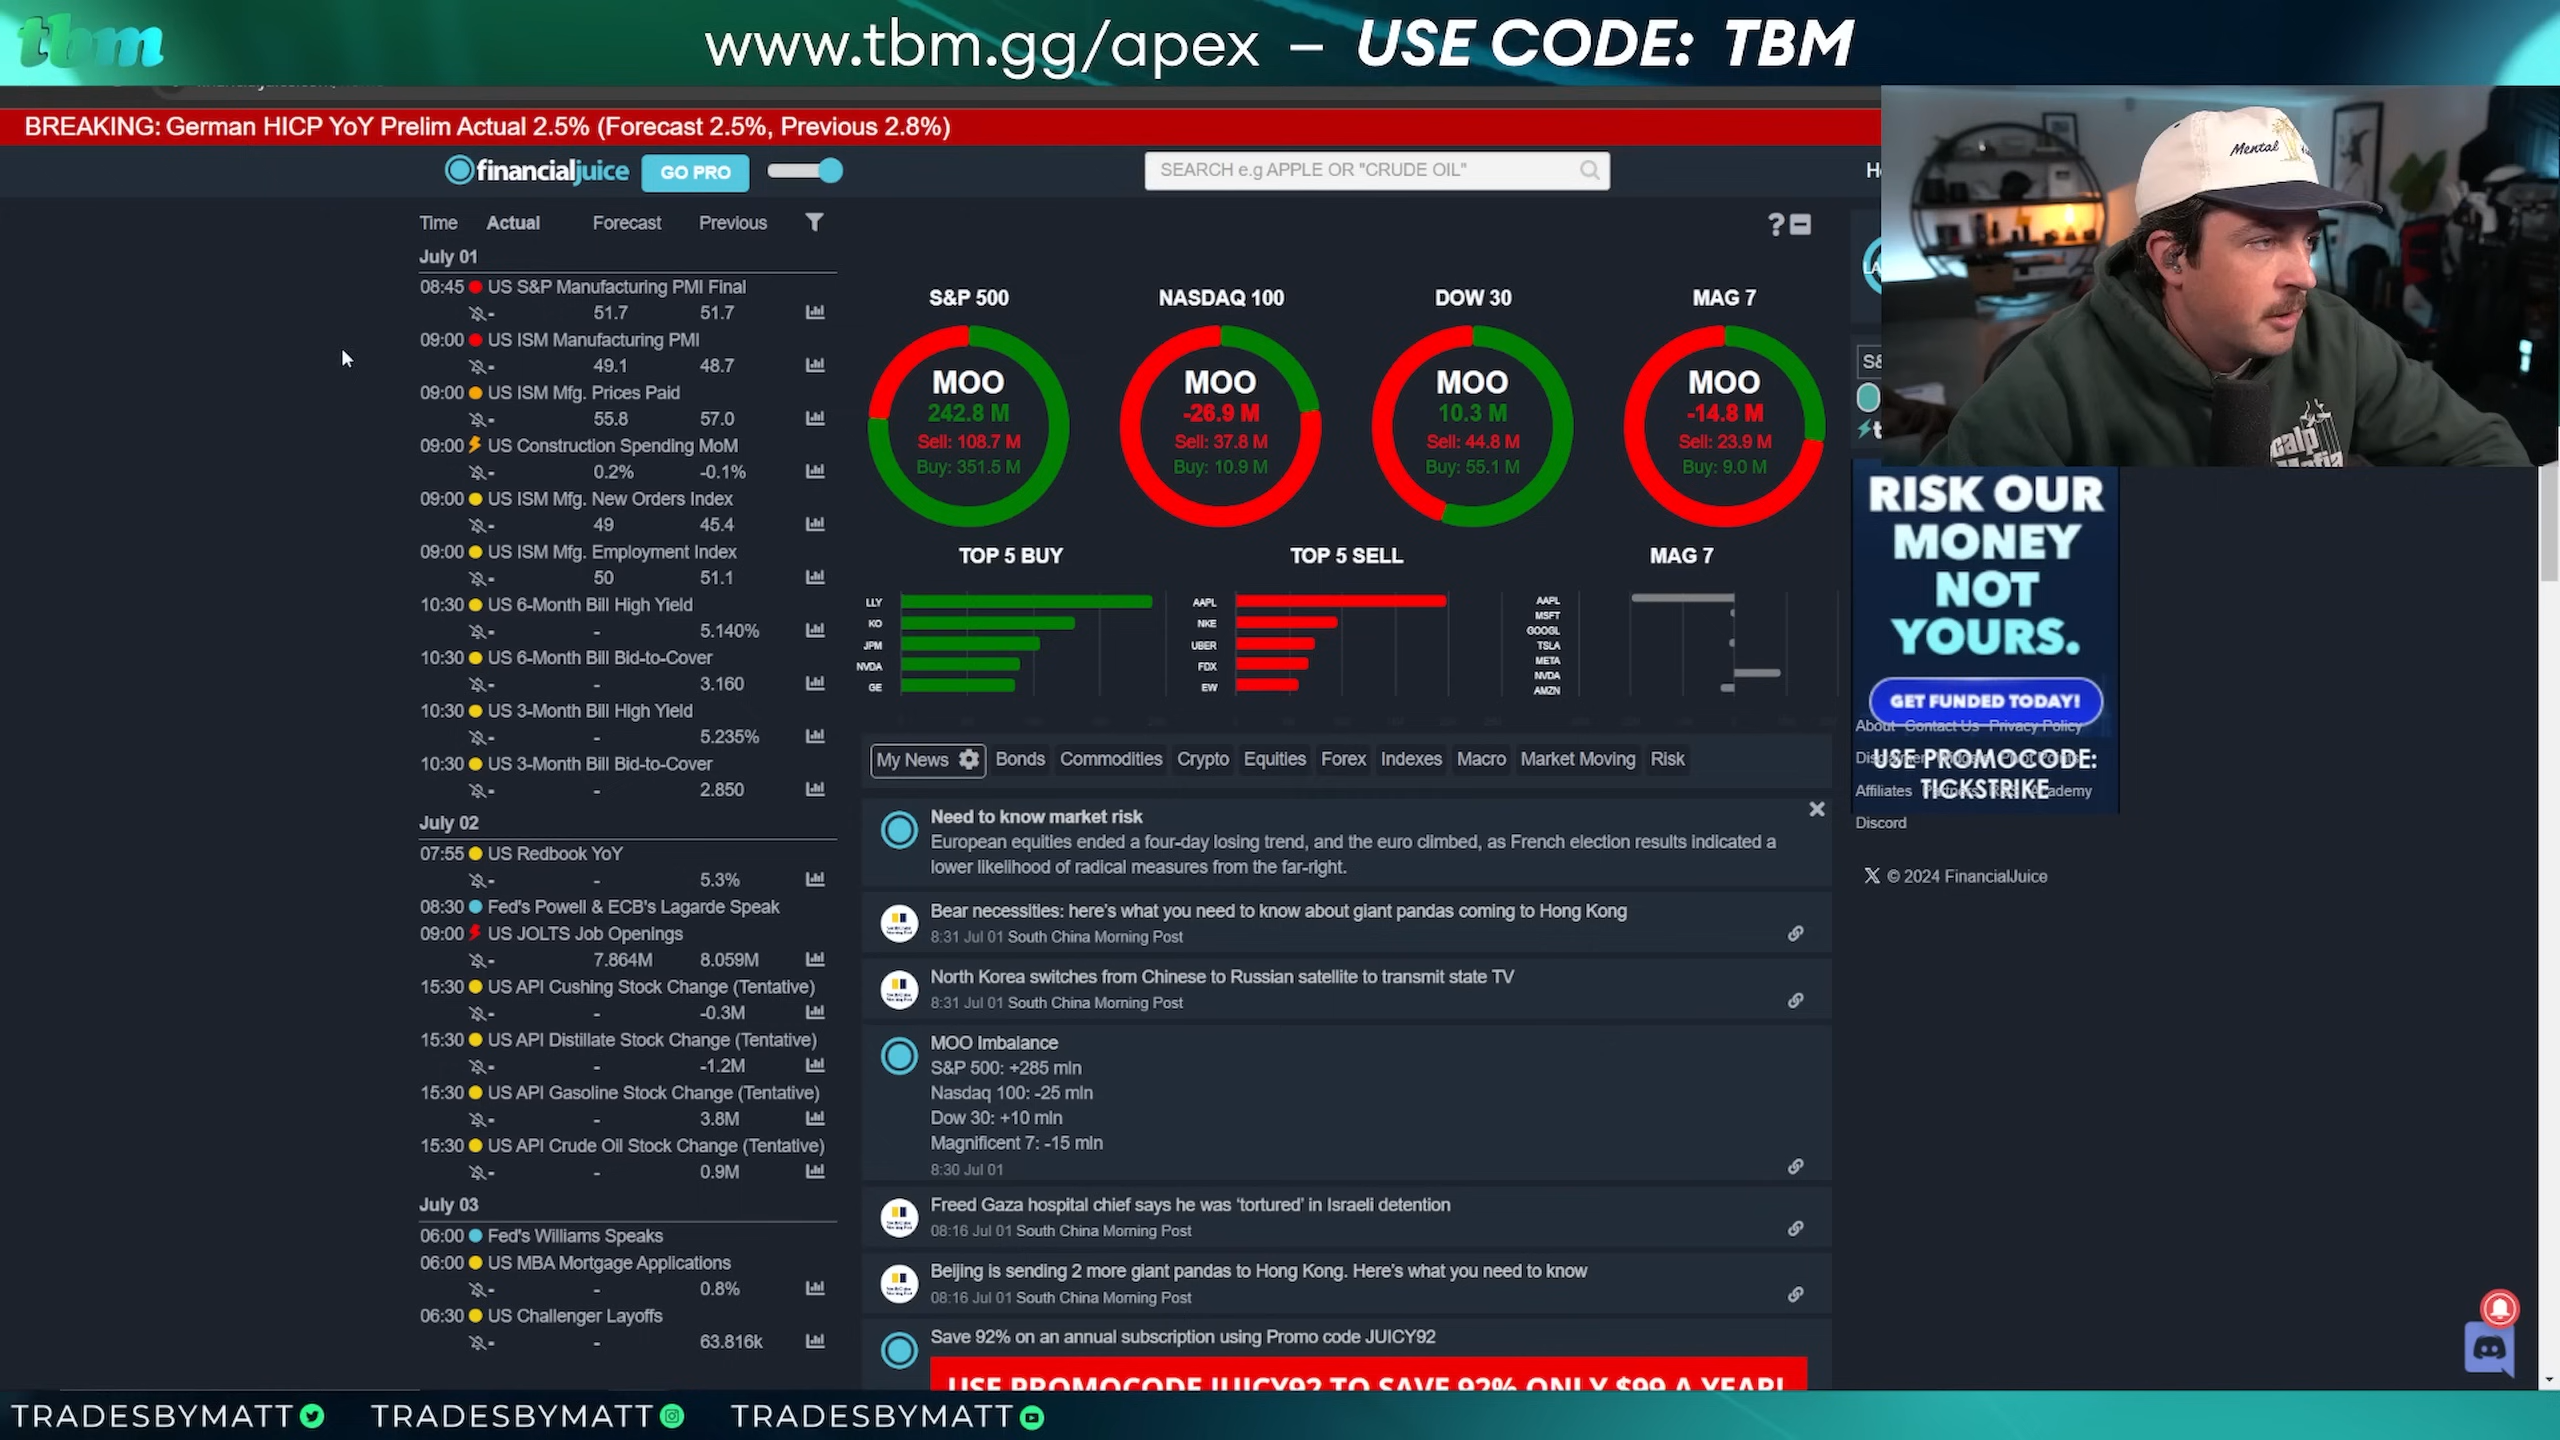 tbm
www.tbm.gg/apex – USE CODE: TBM
BREAKING: German HICP YoY Prelim Actual 2.5% (Forecast 2.5%, Previous 2.8%)
financialjuice
GO PRO
SEARCH e.g APPLE OR "CRUDE OIL"
Time Actual Forecast Previous
July 01
08:45 US S&P Manufacturing PMI Final
- 51.7 51.7
09:00 US ISM Manufacturing PMI
- 49.1 48.7
09:00 US ISM Mfg. Prices Paid
- 55.8 57.0
09:00 US Construction Spending MoM
- 0.2% -0.1%
09:00 US ISM Mfg. New Orders Index
- 49 45.4
09:00 US ISM Mfg. Employment Index
- 50 51.1
10:30 US 6-Month Bill High Yield
- - 5.140%
10:30 US 6-Month Bill Bid-to-Cover
- - 3.160
10:30 US 3-Month Bill High Yield
- - 5.235%
10:30 US 3-Month Bill Bid-to-Cover
- - 2.850
July 02
07:55 US Redbook YoY
- - 5.3%
08:30 Fed's Powell & ECB's Lagarde Speak
09:00 US JOLTS Job Openings
- 7.864M 8.059M
15:30 US API Cushing Stock Change (Tentative)
- - -0.3M
15:30 US API Distillate Stock Change (Tentative)
- - -1.2M
15:30 US API Gasoline Stock Change (Tentative)
- - 3.8M
15:30 US API Crude Oil Stock Change (Tentative)
- - 0.9M
July 03
06:00 Fed's Williams Speaks
06:00 US MBA Mortgage Applications
- - 0.8%
06:30 US Challenger Layoffs
- - 63.816k
?
S&P 500
MOO
242.8 M
Sell: 108.7 M
Buy: 351.5 M
NASDAQ 100
MOO
-26.9 M
Sell: 37.8 M
Buy: 10.9 M
DOW 30
MOO
10.3 M
Sell: 44.8 M
Buy: 55.1 M
MAG 7
MOO
-14.8 M
Sell: 23.9 M
Buy: 9.0 M
TOP 5 BUY
LLY
KO
JPM
NVDA
GE
TOP 5 SELL
AAPL
NKE
UBER
FDX
EW
MAG 7
AAPL
MSFT
GOOGL
TSLA
META
NVDA
AMZN
My News Bonds Commodities Crypto Equities Forex Indexes Macro Market Moving Risk
Need to know market risk
European equities ended a four-day losing trend, and the euro climbed, as French election results indicated a
lower likelihood of radical measures from the far-right.
Bear necessities: here's what you need to know about giant pandas coming to Hong Kong
8:31 Jul 01 South China Morning Post
North Korea switches from Chinese to Russian satellite to transmit state TV
8:31 Jul 01 South China Morning Post
MOO Imbalance
S&P 500: +285 mln
Nasdaq 100: -25 mln
Dow 30: +10 mln
Magnificent 7: -15 mln
8:30 Jul 01
Freed Gaza hospital chief says he was 'tortured' in Israeli detention
08:16 Jul 01 South China Morning Post
Beijing is sending 2 more giant pandas to Hong Kong. Here's what you need to know
08:16 Jul 01 South China Morning Post
Save 92% on an annual subscription using Promo code JUICY92
USE PROMOCODE JUICY92 TO SAVE 92% ONLY $99 A YEAR!
Mental
RISK OUR
MONEY
NOT
YOURS.
GET FUNDED TODAY!
About Contact Us Privacy Policy
USE PROMOCODE:
TICKSTRIKE
Affiliates
Discord
X © 2024 FinancialJuice
TRADESBYMATT TRADESBYMATT TRADESBYMATT